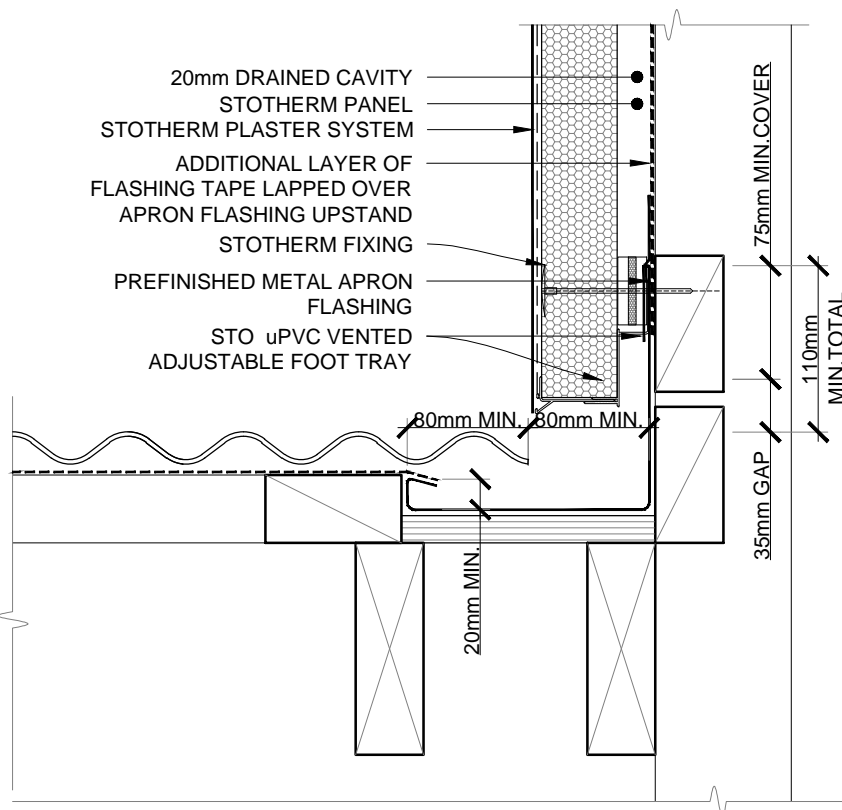 20mm DRAINED CAVITY
STOTHERM PANEL
STOTHERM PLASTER SYSTEM
ADDITIONAL LAYER OF
FLASHING TAPE LAPPED OVER
APRON FLASHING UPSTAND
STOTHERM FIXING
PREFINISHED METAL APRON
FLASHING
STO uPVC VENTED
ADJUSTABLE FOOT TRAY
80mm MIN.
80mm MIN.
20mm MIN.
75mm MIN.COVER
35mm GAP
110mm
MIN.TOTAL